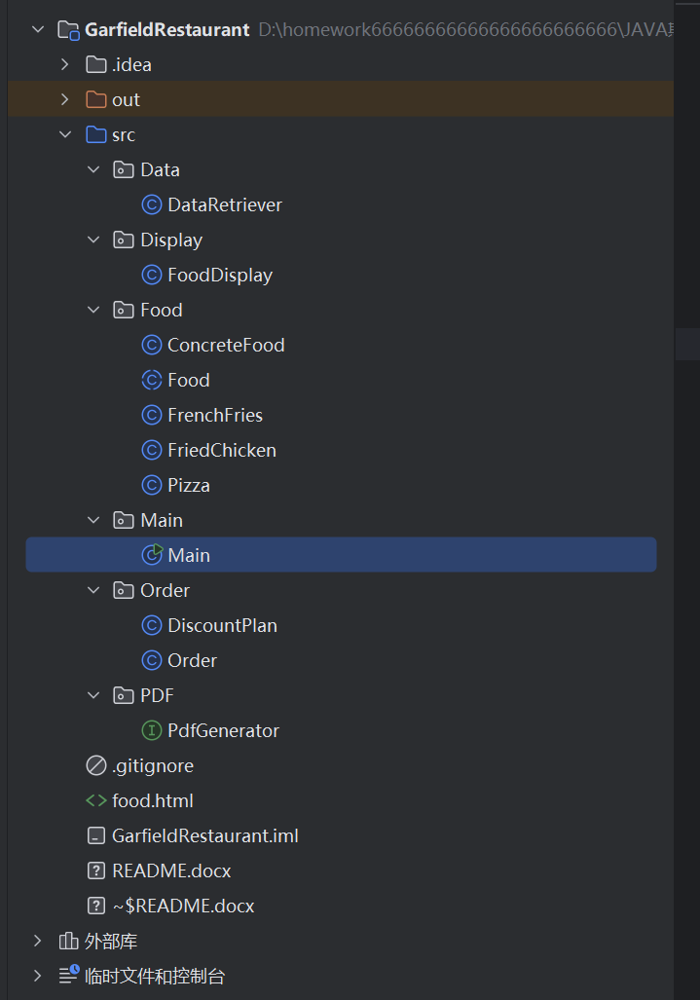 GarfieldRestaurant D:\homework66666666666666666666\JAVA
.idea
out
src
Data
DataRetriever
Display
FoodDisplay
Food
ConcreteFood
Food
FrenchFries
FriedChicken
Pizza
Main
Main
Order
DiscountPlan
Order
PDF
PdfGenerator
.gitignore
food.html
GarfieldRestaurant.iml
README.docx
~$README.docx
外部库
临时文件和控制台